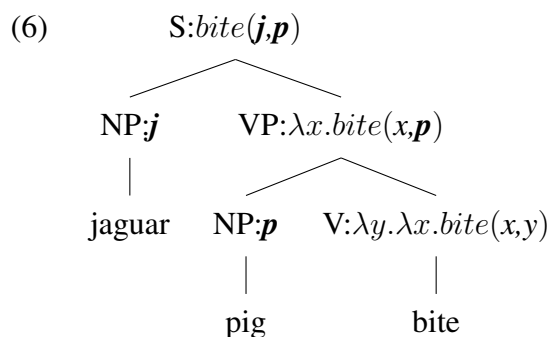 (6) S:bite(j,p)
NP:j VP:λx.bite(x,p)
jaguar NP:p V:λy.λx.bite(x,y)
pig bite